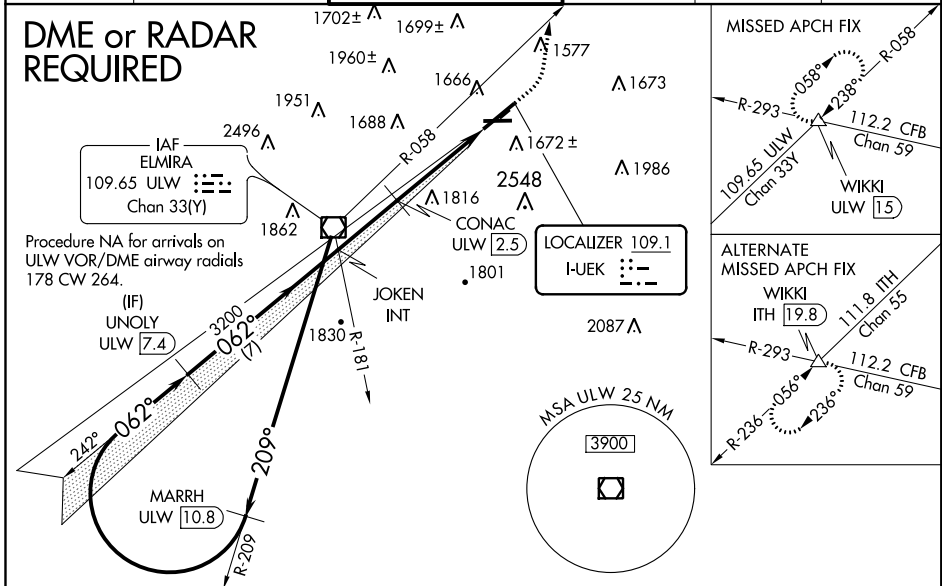 DME or RADAR
REQUIRED
1702±
1699±
1577
1960±
1666
1673
1951
1688
2496
R-058
1672±
1986
IAF
ELMIRA
109.65 ULW
Chan 33(Y)
1862
1816
2548
CONAC
ULW 2.5
LOCALIZER 109.1
I-UEK
Procedure NA for arrivals on
ULW VOR/DME airway radials
178 CW 264.
1801
JOKEN
INT
(IF)
UNOLY
ULW 7.4
3200
062°
(7)
1830
R-181
2087
062°
242°
209°
MARRH
ULW 10.8
R-209
MSA ULW 25 NM
3900
MISSED APCH FIX
R-058
058°
238°
R-293
112.2 CFB
Chan 59
109.65 ULW
Chan 33Y
WIKKI
ULW 15
ALTERNATE
MISSED APCH FIX
WIKKI
ITH 19.8
111.8 ITH
Chan 55
R-293
112.2 CFB
Chan 59
056°
236°
R-236